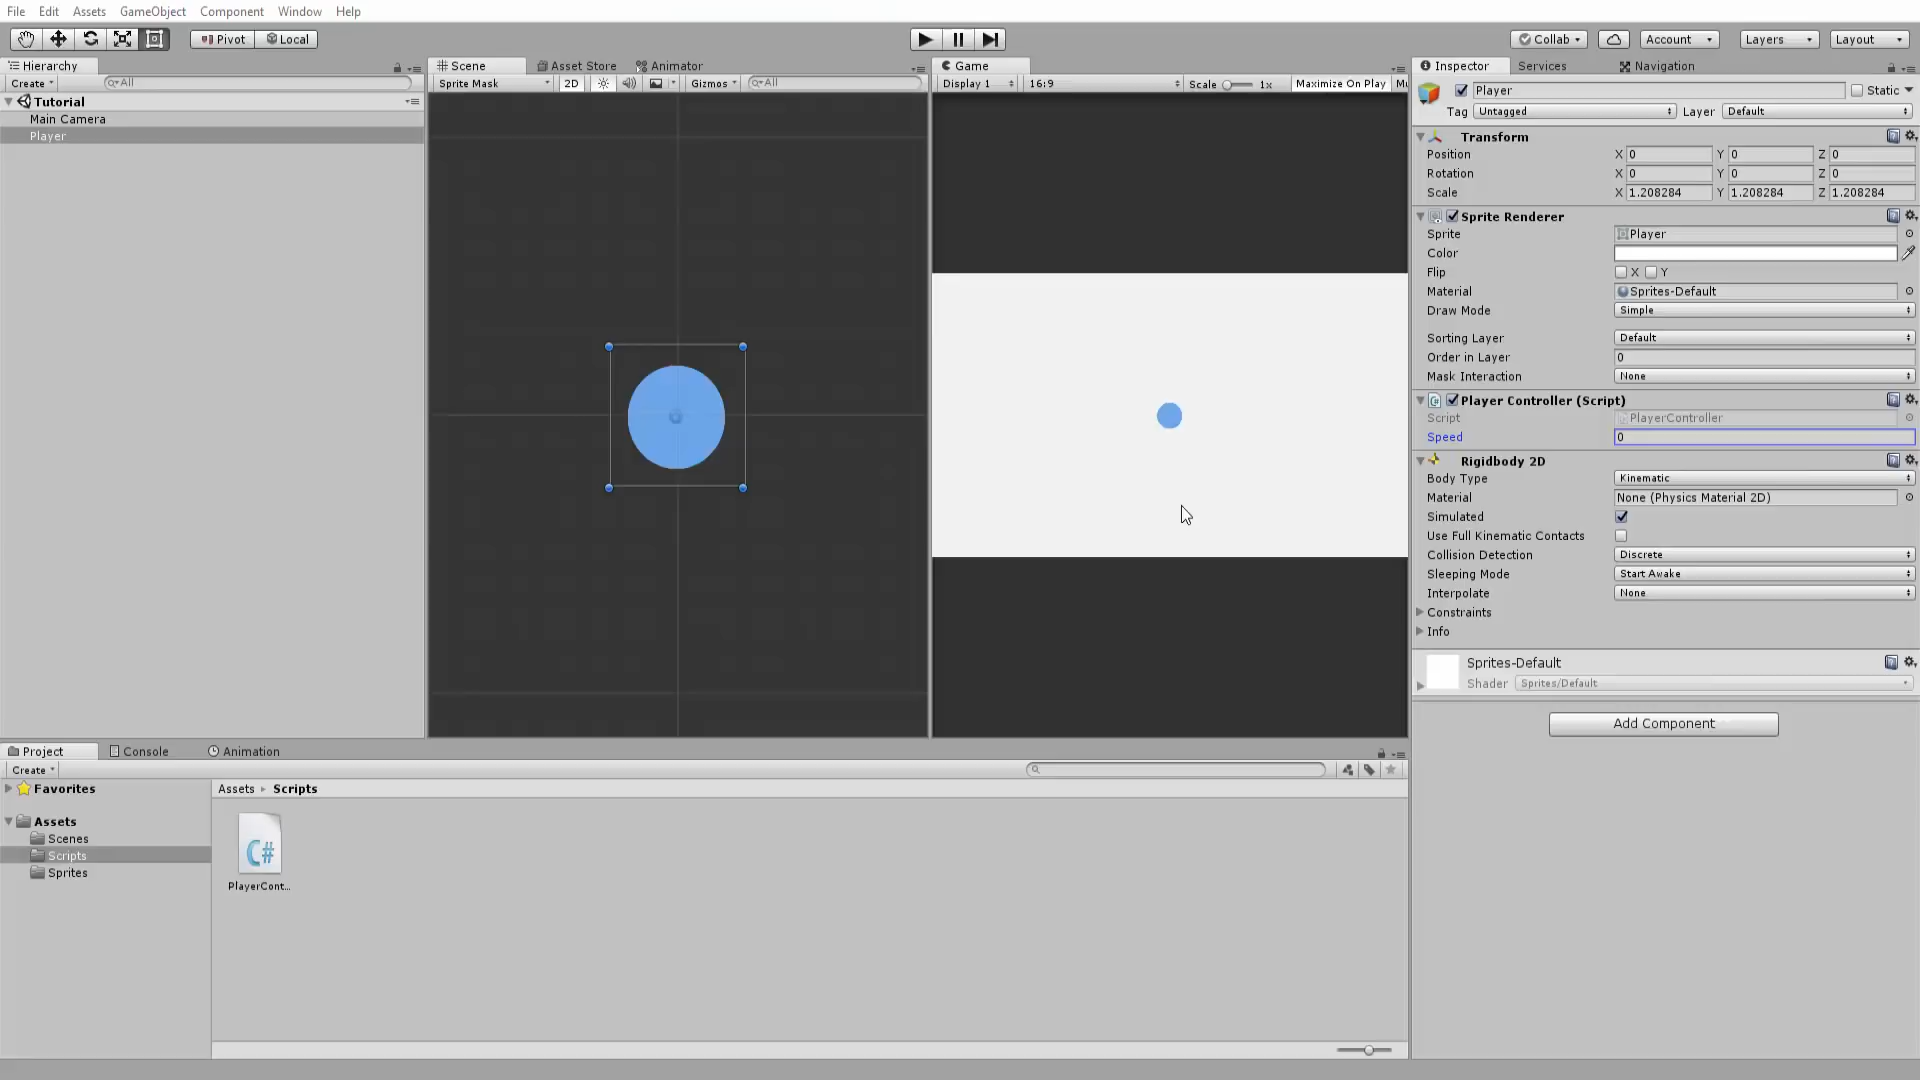 File Edit Assets GameObject Component Window Help
Pivot Local Collab Account Layers Layout
Hierarchy
Create All
Tutorial
Main Camera
Player
Scene Asset Store Animator
Sprite Mask 2D Gizmos All
Game
Display 1 16:9 Scale 1x Maximize On Play
Inspector Services Navigation
Player Static
Tag Untagged Layer Default
Transform
Position X 0 Y 0 Z 0
Rotation X 0 Y 0 Z 0
Scale X 1.208284 Y 1.208284 Z 1.208284
Sprite Renderer
Sprite Player
Color
Flip X Y
Material Sprites-Default
Draw Mode Simple
Sorting Layer Default
Order in Layer 0
Mask Interaction None
Player Controller (Script)
Script PlayerController
Speed 0
Rigidbody 2D
Body Type Kinematic
Material None (Physics Material 2D)
Simulated
Use Full Kinematic Contacts
Collision Detection Discrete
Sleeping Mode Start Awake
Interpolate None
Constraints
Info
Sprites-Default
Shader Sprites/Default
Add Component
Project Console Animation
Create
Favorites
Assets
Scenes
Scripts
Sprites
Assets Scripts
C#
PlayerCont...